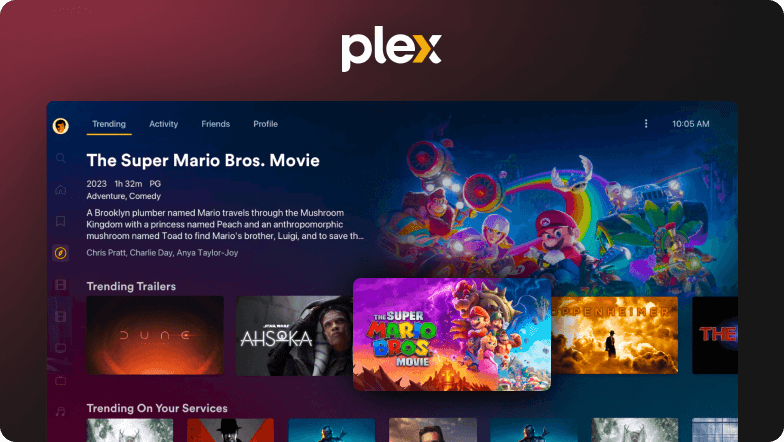 plex
Trending Activity Friends Profile
10:05 AM
The Super Mario Bros. Movie
2023 1h 32m PG
Adventure, Comedy
A Brooklyn plumber named Mario travels through the Mushroom
Kingdom with a princess named Peach and an anthropomorphic
mushroom named Toad to find Mario's brother, Luigi, and to save th...
Chris Pratt, Charlie Day, Anya Taylor-Joy
Trending Trailers
DUNE
STAR WARS
AHSOKA
THE SUPER
MARIO
BROS.
MOVIE
OPPENHEIMER
THE
Trending On Your Services